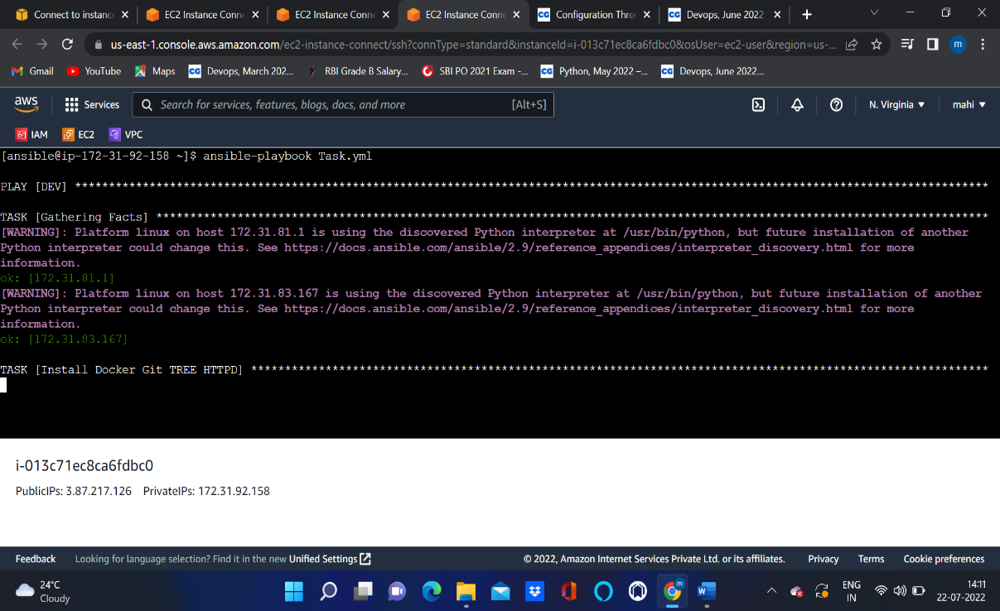 Connect to instanc
EC2 Instance Conn
EC2 Instance Conn
EC2 Instance Conn
Configuration Thro
Devops, June 2022
us-east-1.console.aws.amazon.com/ec2-instance-connect/ssh?connType=standard&instanceId=i-013c71ec8ca6fdbc0&osUser=ec2-user&region=us-...
m
Gmail
YouTube
Maps
CG Devops, March 202...
RBI Grade B Salary...
SBI PO 2021 Exam -...
CG Python, May 2022 –...
CG Devops, June 2022...
aws
Services
Search for services, features, blogs, docs, and more [Alt+S]
N. Virginia
mahi
IAM
EC2
VPC
[ansible@ip-172-31-92-158 ~]$ ansible-playbook Task.yml
PLAY [DEV] ***************************************************************************************************************************************
TASK [Gathering Facts] ***************************************************************************************************************************
[WARNING]: Platform linux on host 172.31.81.1 is using the discovered Python interpreter at /usr/bin/python, but future installation of another
Python interpreter could change this. See https://docs.ansible.com/ansible/2.9/reference_appendices/interpreter_discovery.html for more
information.
ok: [172.31.81.1]
[WARNING]: Platform linux on host 172.31.83.167 is using the discovered Python interpreter at /usr/bin/python, but future installation of another
Python interpreter could change this. See https://docs.ansible.com/ansible/2.9/reference_appendices/interpreter_discovery.html for more
information.
ok: [172.31.83.167]
TASK [Install Docker Git TREE HTTPD] *************************************************************************************************************
i-013c71ec8ca6fdbc0
PublicIPs: 3.87.217.126 PrivateIPs: 172.31.92.158
Feedback
Looking for language selection? Find it in the new Unified Settings
© 2022, Amazon Internet Services Private Ltd. or its affiliates.
Privacy
Terms
Cookie preferences
24°C
Cloudy
ENG
IN
14:11
22-07-2022